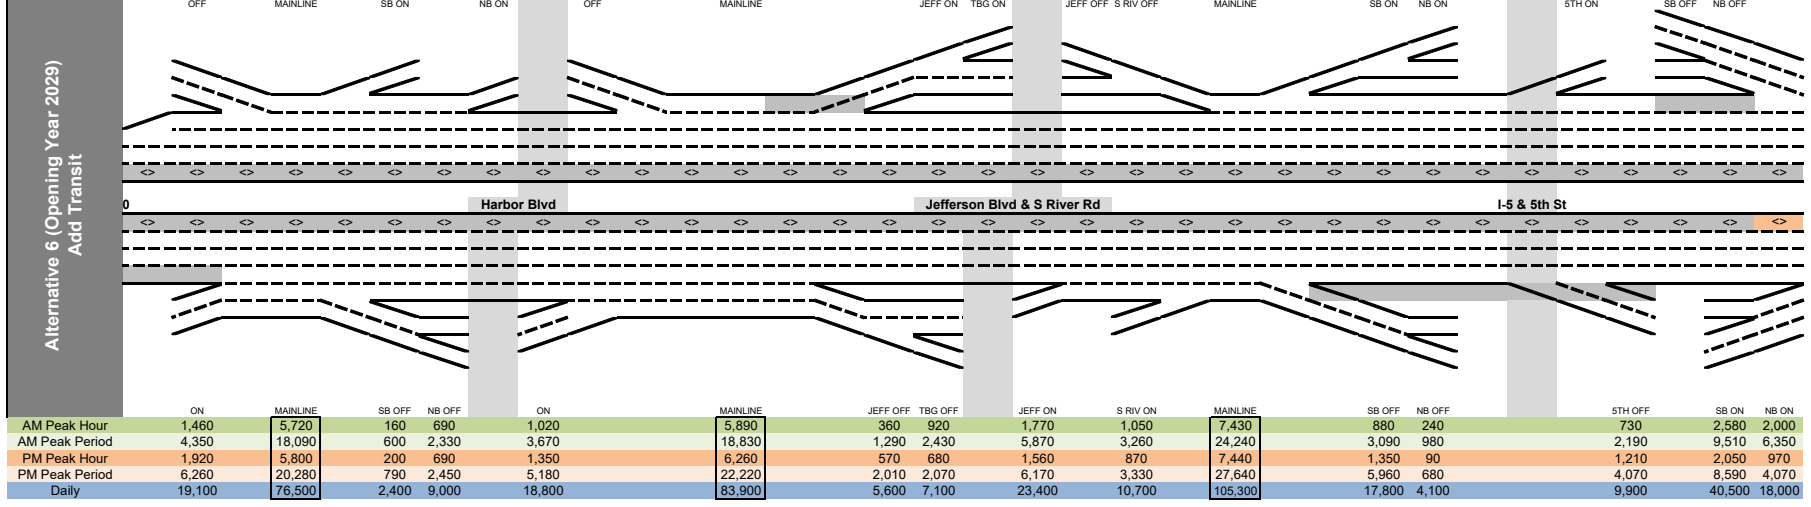 OFF MAINLINE SB ON NB ON OFF MAINLINE JEFF ON TBG ON JEFF OFF S RIV OFF MAINLINE SB ON NB ON 5TH ON SB OFF NB OFF
Alternative 6 (Opening Year 2029)
Add Transit
<> <> <> <> <> <> <> <> <> <> <> <> <> <> <> <> <> <> <> <> <> <> <> <> <> <> <> <> <> <> <> <> <> <>
0 Harbor Blvd Jefferson Blvd & S River Rd I-5 & 5th St
<> <> <> <> <> <> <> <> <> <> <> <> <> <> <> <> <> <> <> <> <> <> <> <> <> <> <> <> <> <> <> <> <> <>
ON MAINLINE SB OFF NB OFF ON MAINLINE JEFF OFF TBG OFF JEFF ON S RIV ON MAINLINE SB OFF NB OFF 5TH OFF SB ON NB ON
AM Peak Hour 1,460 5,720 160 690 1,020 5,890 360 920 1,770 1,050 7,430 880 240 730 2,580 2,000
AM Peak Period 4,350 18,090 600 2,330 3,670 18,830 1,290 2,430 5,870 3,260 24,240 3,090 980 2,190 9,510 6,350
PM Peak Hour 1,920 5,800 200 690 1,350 6,260 570 680 1,560 870 7,440 1,350 90 1,210 2,050 970
PM Peak Period 6,260 20,280 790 2,450 5,180 22,220 2,010 2,070 6,170 3,330 27,640 5,960 680 4,070 8,590 4,070
Daily 19,100 76,500 2,400 9,000 18,800 83,900 5,600 7,100 23,400 10,700 105,300 17,800 4,100 9,900 40,500 18,000